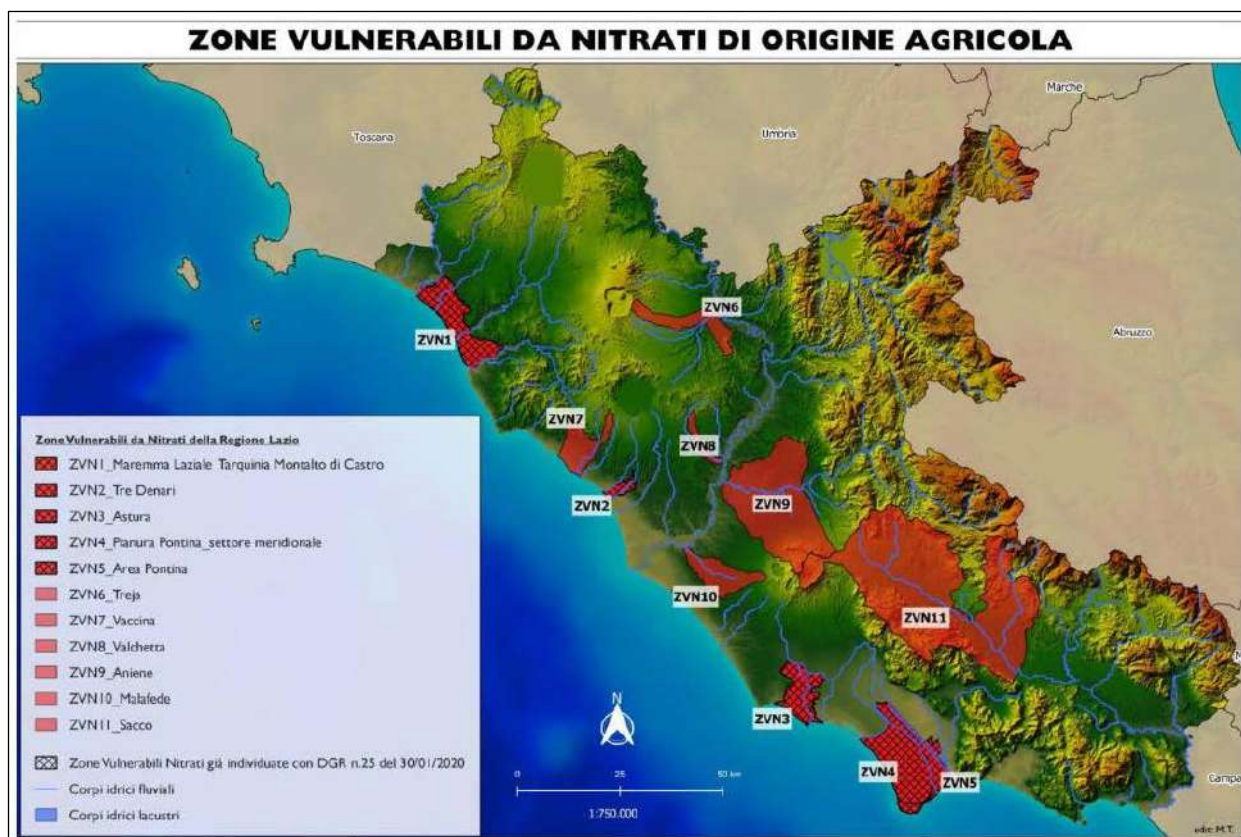 ZONE VULNERABILI DA NITRATI DI ORIGINE AGRICOLA
Marche
Toscana
Umbria
Abruzzo
ZVN6
ZVN1
ZVN7
ZVN8
ZVN2
ZVN9
ZVN10
ZVN11
ZVN3
ZVN4
ZVN5
M
Campa
Zone Vulnerabili da Nitrati della Regione Lazio
ZVN1_Maremma Laziale Tarquinia Montalto di Castro
ZVN2_Tre Denari
ZVN3_Astura
ZVN4_Pianura Pontina_settore meridionale
ZVN5_Area Pontina
ZVN6_Treja
ZVN7_Vaccina
ZVN8_Valchetta
ZVN9_Aniene
ZVN10_Malafede
ZVN11_Sacco
Zone Vulnerabili Nitrati già individuate con DGR n.25 del 30/01/2020
Corpi idrici fluviali
Corpi idrici lacustri
N
0 25 50 km
1:750.000
edit: M.T.